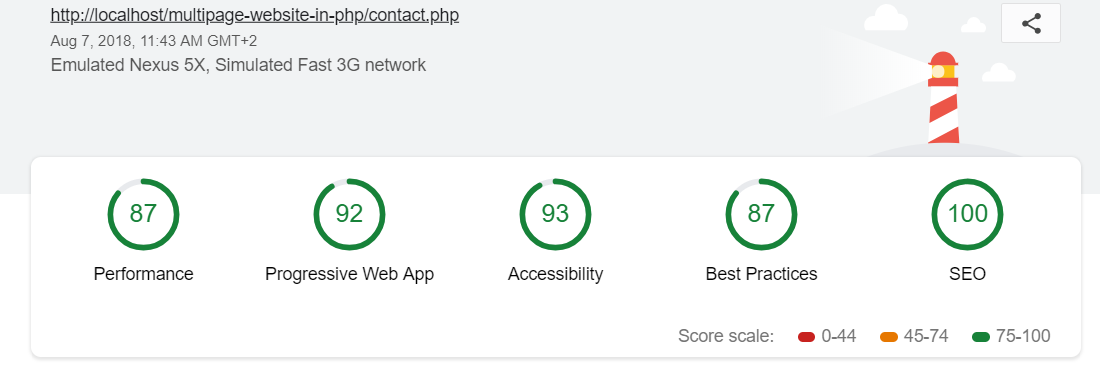 http://localhost/multipage-website-in-php/contact.php
Aug 7, 2018, 11:43 AM GMT+2
Emulated Nexus 5X, Simulated Fast 3G network
87 92 93 87 100
Performance Progressive Web App Accessibility Best Practices SEO
Score scale: 0-44 45-74 75-100